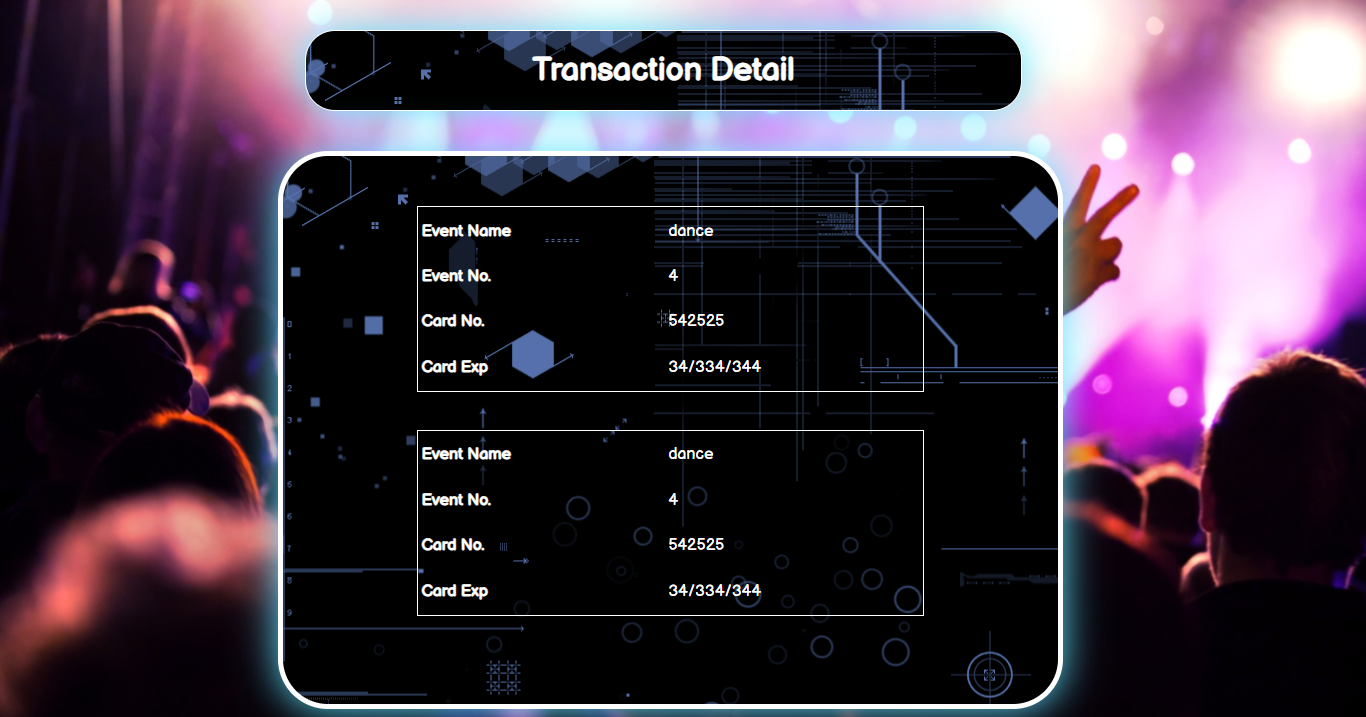 Transaction Detail
Event Name dance
Event No. 4
Card No. 542525
Card Exp 34/334/344
Event Name dance
Event No. 4
Card No. 542525
Card Exp 34/334/344